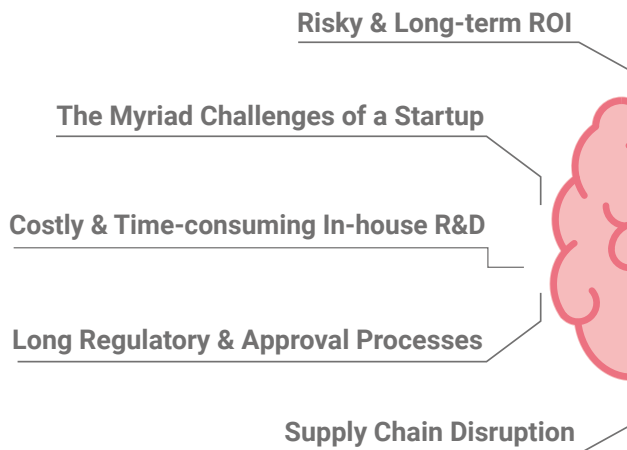 Risky & Long-term ROI
The Myriad Challenges of a Startup
Costly & Time-consuming In-house R&D
Long Regulatory & Approval Processes
Supply Chain Disruption